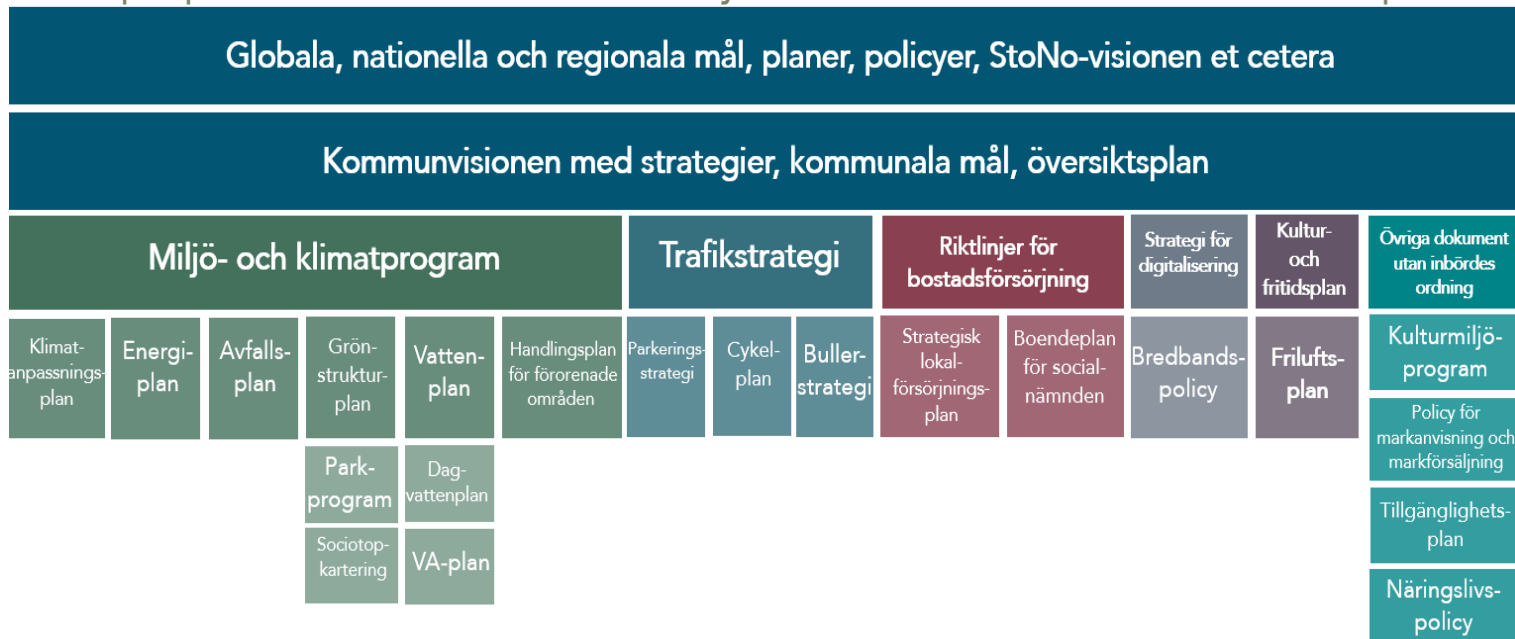 Globala, nationella och regionala mål, planer, policyer, StoNo-visionen et cetera
Kommunvisionen med strategier, kommunala mål, översiktsplan
Miljö- och klimatprogram
Trafikstrategi
Riktlinjer för
bostadsförsörjning
Strategi för
digitalisering
Kultur-
och
fritidsplan
Övriga dokument
utan inbördes
ordning
Klimat-
anpassnings-
plan
Energi-
plan
Avfalls-
plan
Grön-
struktur-
plan
Vatten-
plan
Handlingsplan
för förorenade
områden
Parkerings-
strategi
Cykel-
plan
Buller-
strategi
Strategisk
lokal-
försörjnings-
plan
Boendeplan
för social-
nämnden
Bredbands-
policy
Frilufts-
plan
Kulturmiljö-
program
Park-
program
Dag-
vattenplan
Policy för
markanvisning och
markförsäljning
Sociotop-
kartering
VA-plan
Tillgänglighets-
plan
Näringslivs-
policy